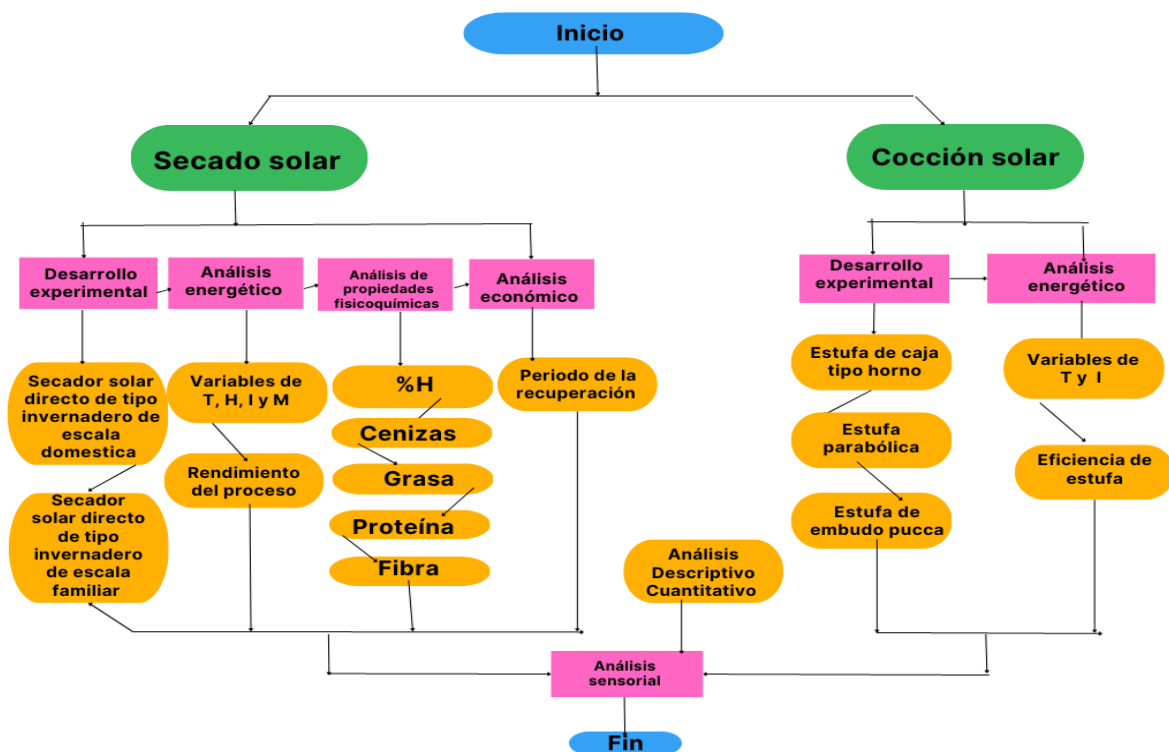 Inicio
Secado solar
Cocción solar
Desarrollo
experimental
Análisis
energético
Análisis de
propiedades
fisicoquímicas
Análisis
económico
Desarrollo
experimental
Análisis
energético
Secador solar
directo de tipo
invernadero de
escala
domestica
Secador
solar directo
de tipo
invernadero
de escala
familiar
Variables de
T, H, I y M
Rendimiento
del proceso
%H
Cenizas
Grasa
Proteína
Fibra
Periodo de la
recuperación
Estufa de caja
tipo horno
Estufa
parabólica
Estufa de
embudo pucca
Variables de
T y I
Eficiencia de
estufa
Análisis
Descriptivo
Cuantitativo
Análisis
sensorial
Fin